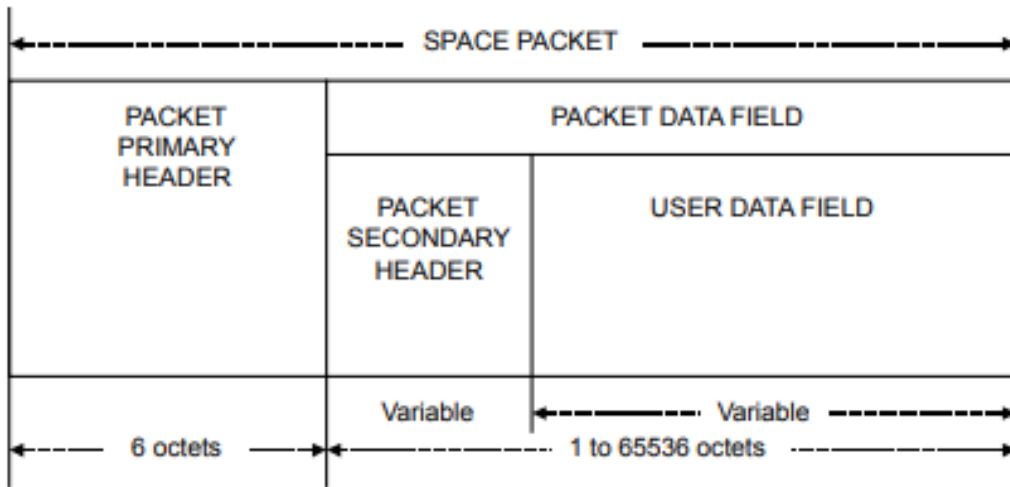 SPACE PACKET
PACKET
PRIMARY
HEADER
PACKET DATA FIELD
PACKET
SECONDARY
HEADER
USER DATA FIELD
Variable
Variable
6 octets
1 to 65536 octets